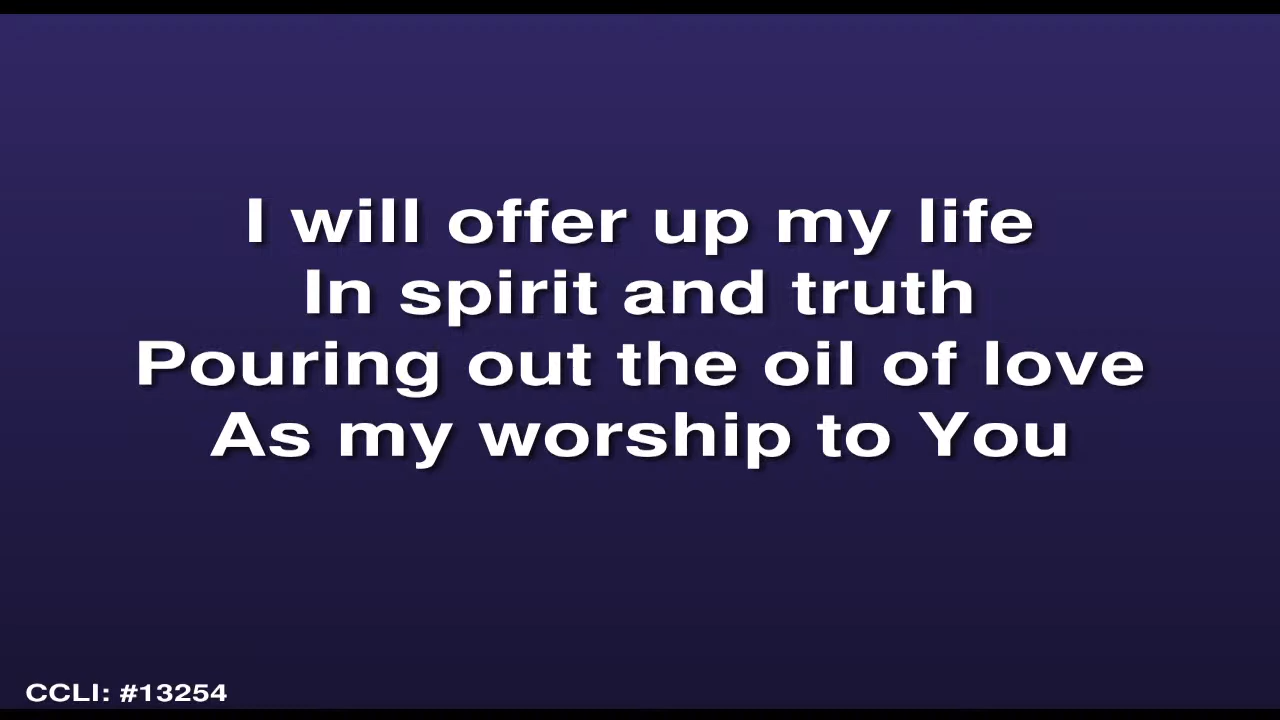 I will offer up my life
In spirit and truth
Pouring out the oil of love
As my worship to You
CCLI: #13254